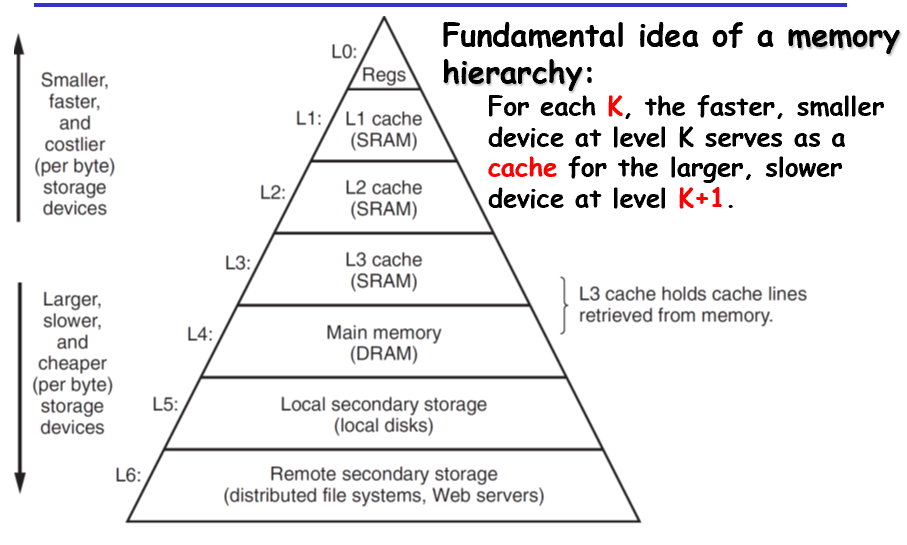 Fundamental idea of a memory
hierarchy:
For each K, the faster, smaller
device at level K serves as a
cache for the larger, slower
device at level K+1.
Smaller,
faster,
and
costlier
(per byte)
storage
devices
Larger,
slower,
and
cheaper
(per byte)
storage
devices
L0:
Regs
L1:
L1 cache
(SRAM)
L2:
L2 cache
(SRAM)
L3:
L3 cache
(SRAM)
L3 cache holds cache lines
retrieved from memory.
L4:
Main memory
(DRAM)
L5:
Local secondary storage
(local disks)
L6:
Remote secondary storage
(distributed file systems, Web servers)